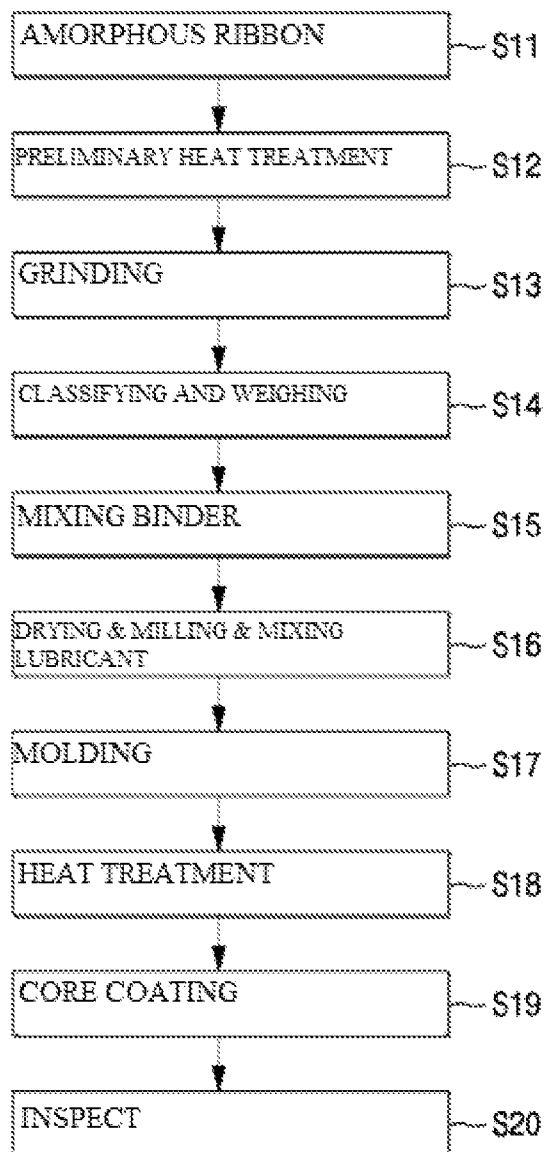 AMORPHOUS RIBBON S11
PRELIMINARY HEAT TREATMENT S12
GRINDING S13
CLASSIFYING AND WEIGHING S14
MIXING BINDER S15
DRYING & MILLING & MIXING
LUBRICANT S16
MOLDING S17
HEAT TREATMENT S18
CORE COATING S19
INSPECT S20